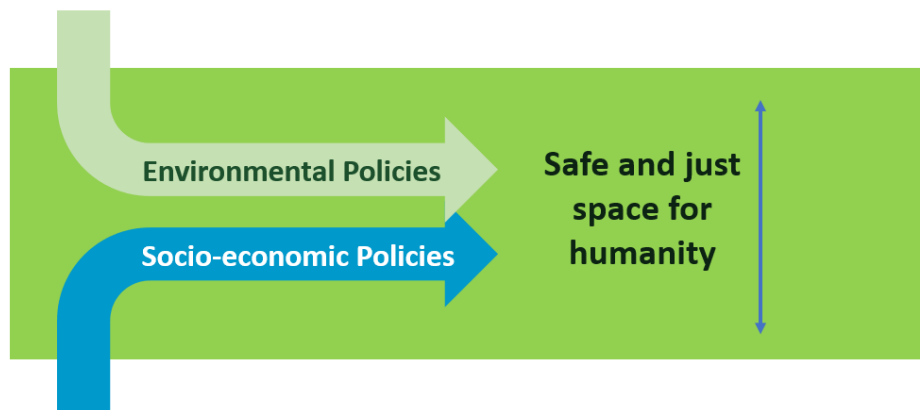 Environmental Policies
Socio-economic Policies
Safe and just
space for
humanity